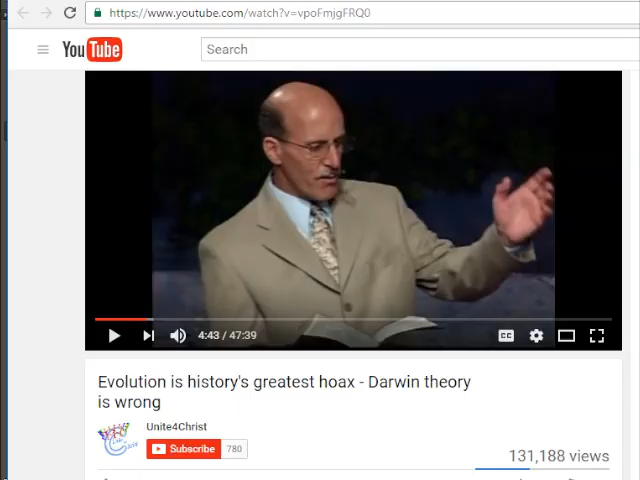 https://www.youtube.com/watch?v=vpoFmjgFRQ0
YouTube
Search
4:43 / 47:39
CC
Evolution is history's greatest hoax - Darwin theory
is wrong
Unite4Christ
Subscribe 780
131,188 views